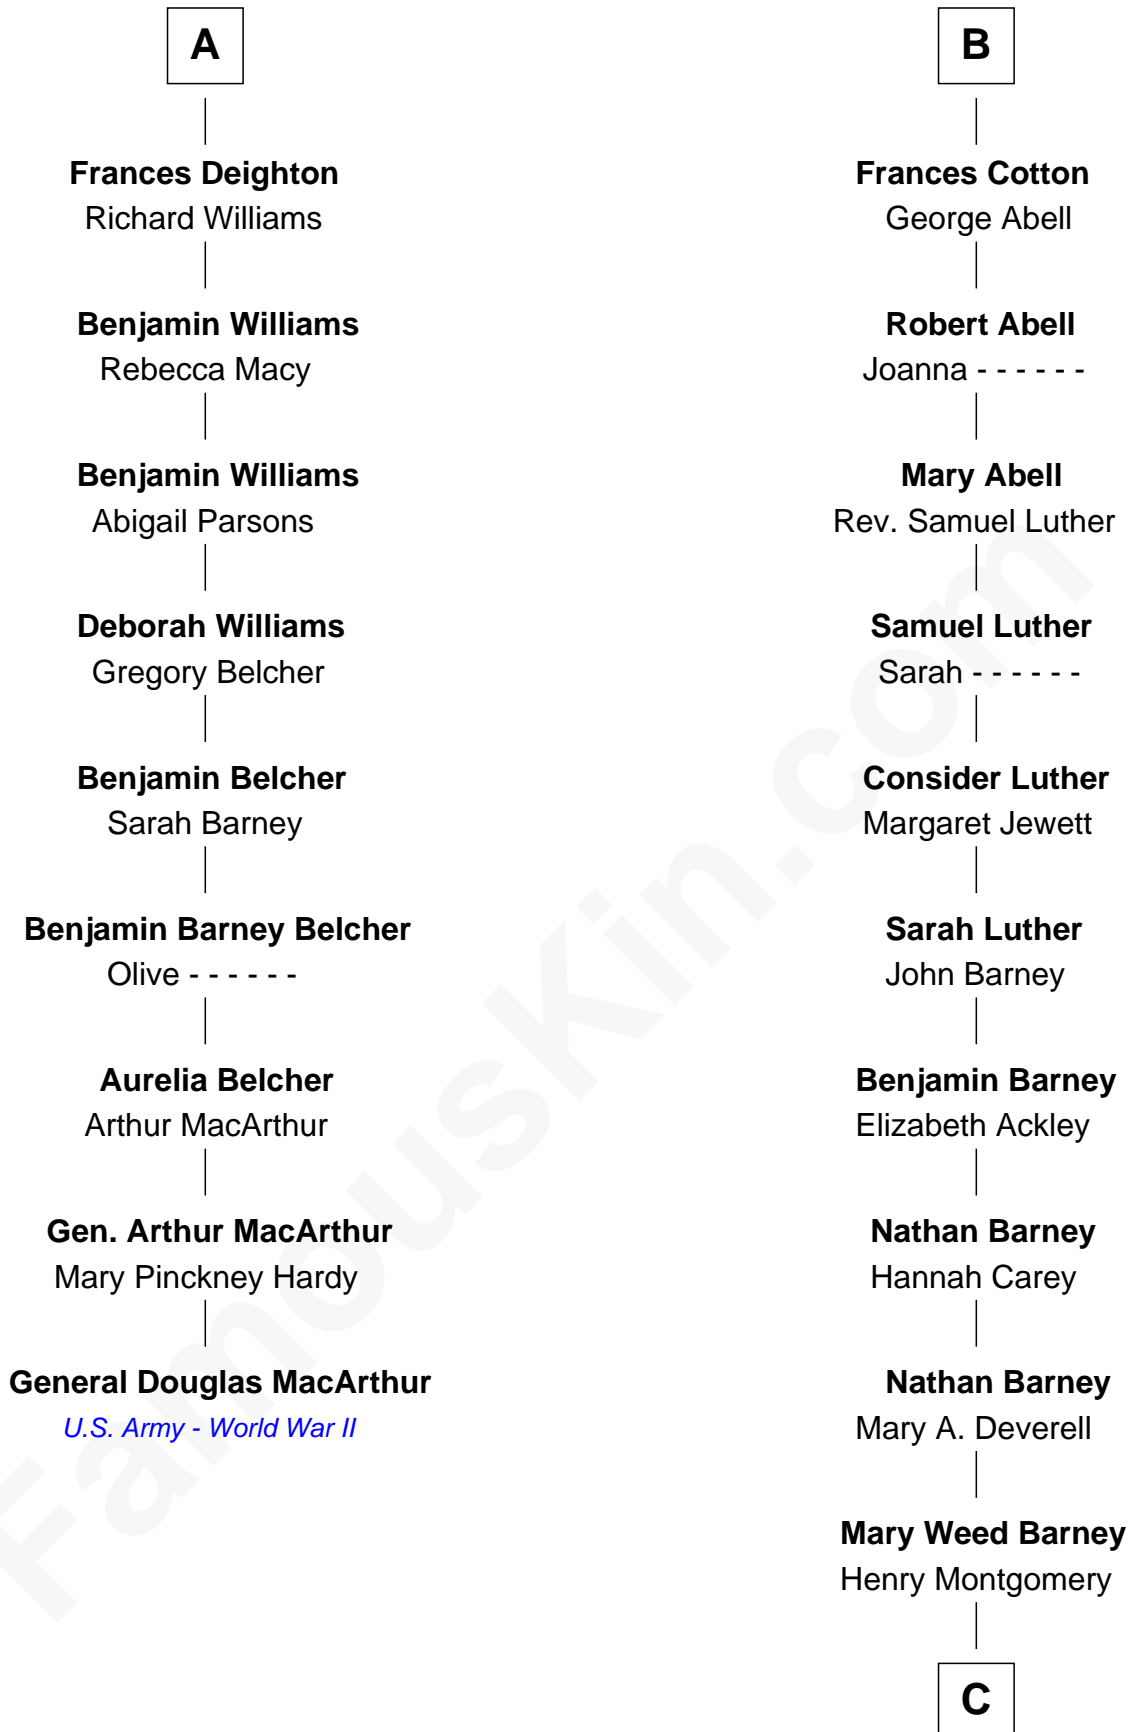 A
Frances Deighton
Richard Williams
Benjamin Williams
Rebecca Macy
Benjamin Williams
Abigail Parsons
Deborah Williams
Gregory Belcher
Benjamin Belcher
Sarah Barney
Benjamin Barney Belcher
Olive - - - - - -
Aurelia Belcher
Arthur MacArthur
Gen. Arthur MacArthur
Mary Pinckney Hardy
General Douglas MacArthur
U.S. Army - World War II
B
Frances Cotton
George Abell
Robert Abell
Joanna - - - - - -
Mary Abell
Rev. Samuel Luther
Samuel Luther
Sarah - - - - - -
Consider Luther
Margaret Jewett
Sarah Luther
John Barney
Benjamin Barney
Elizabeth Ackley
Nathan Barney
Hannah Carey
Nathan Barney
Mary A. Deverell
Mary Weed Barney
Henry Montgomery
C
FamousKin.com